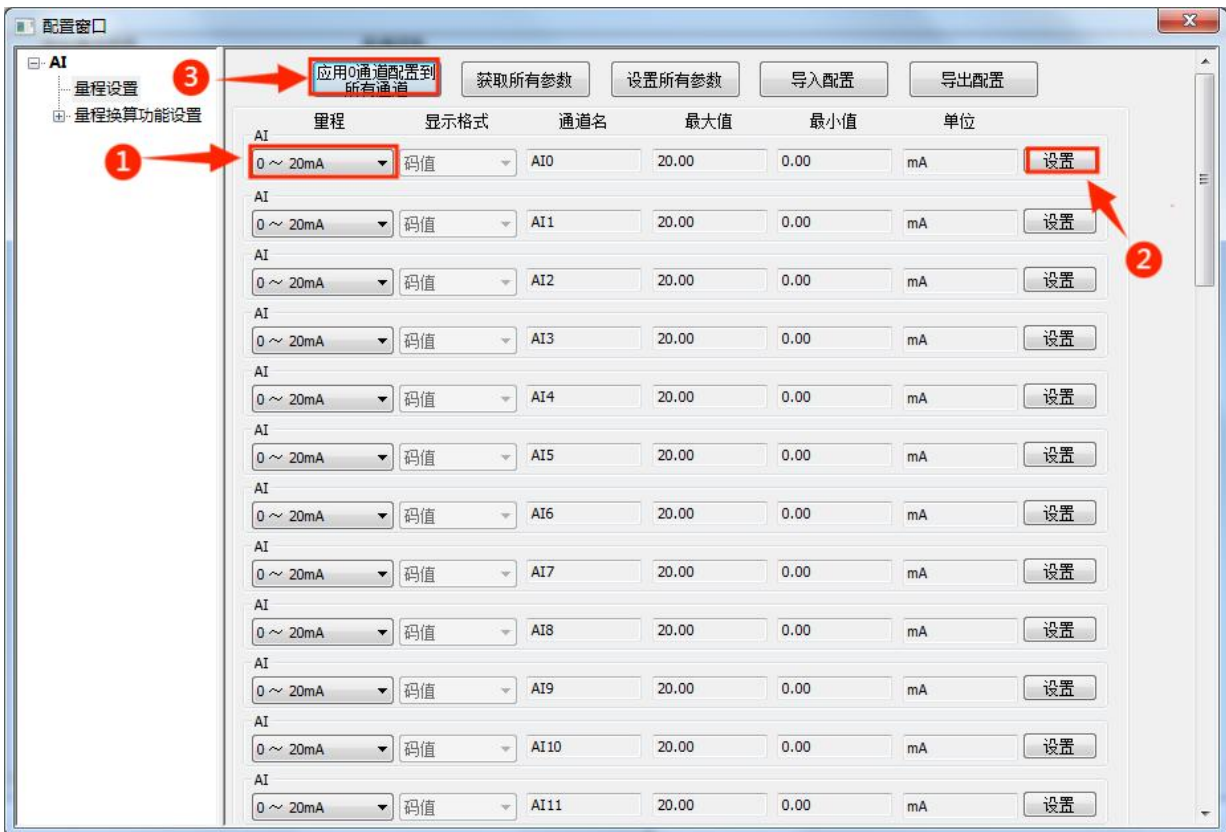 配置窗口
AI
量程设置
量程换算功能设置
3
应用0通道配置到
所有通道
获取所有参数
设置所有参数
导入配置
导出配置
量程 显示格式 通道名 最大值 最小值 单位
1
AI
0～20mA 码值 AI0 20.00 0.00 mA 设置
2
AI
0～20mA 码值 AI1 20.00 0.00 mA 设置
AI
0～20mA 码值 AI2 20.00 0.00 mA 设置
AI
0～20mA 码值 AI3 20.00 0.00 mA 设置
AI
0～20mA 码值 AI4 20.00 0.00 mA 设置
AI
0～20mA 码值 AI5 20.00 0.00 mA 设置
AI
0～20mA 码值 AI6 20.00 0.00 mA 设置
AI
0～20mA 码值 AI7 20.00 0.00 mA 设置
AI
0～20mA 码值 AI8 20.00 0.00 mA 设置
AI
0～20mA 码值 AI9 20.00 0.00 mA 设置
AI
0～20mA 码值 AI10 20.00 0.00 mA 设置
AI
0～20mA 码值 AI11 20.00 0.00 mA 设置